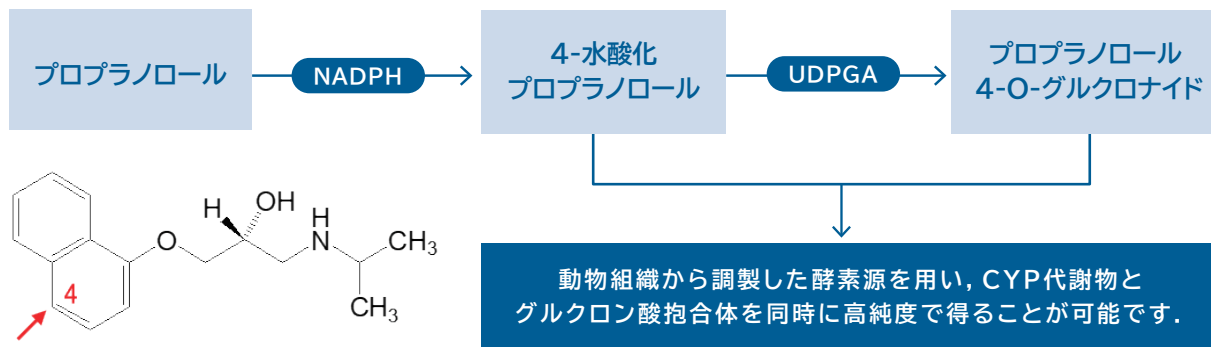 プロプラノロール
NADPH
4-水酸化
プロプラノロール
UDPGA
プロプラノロール
4-O-グルクロナイド
H
OH
O
H
N
CH3
CH3
4
動物組織から調製した酵素源を用い，CYP代謝物と
グルクロン酸抱合体を同時に高純度で得ることが可能です．